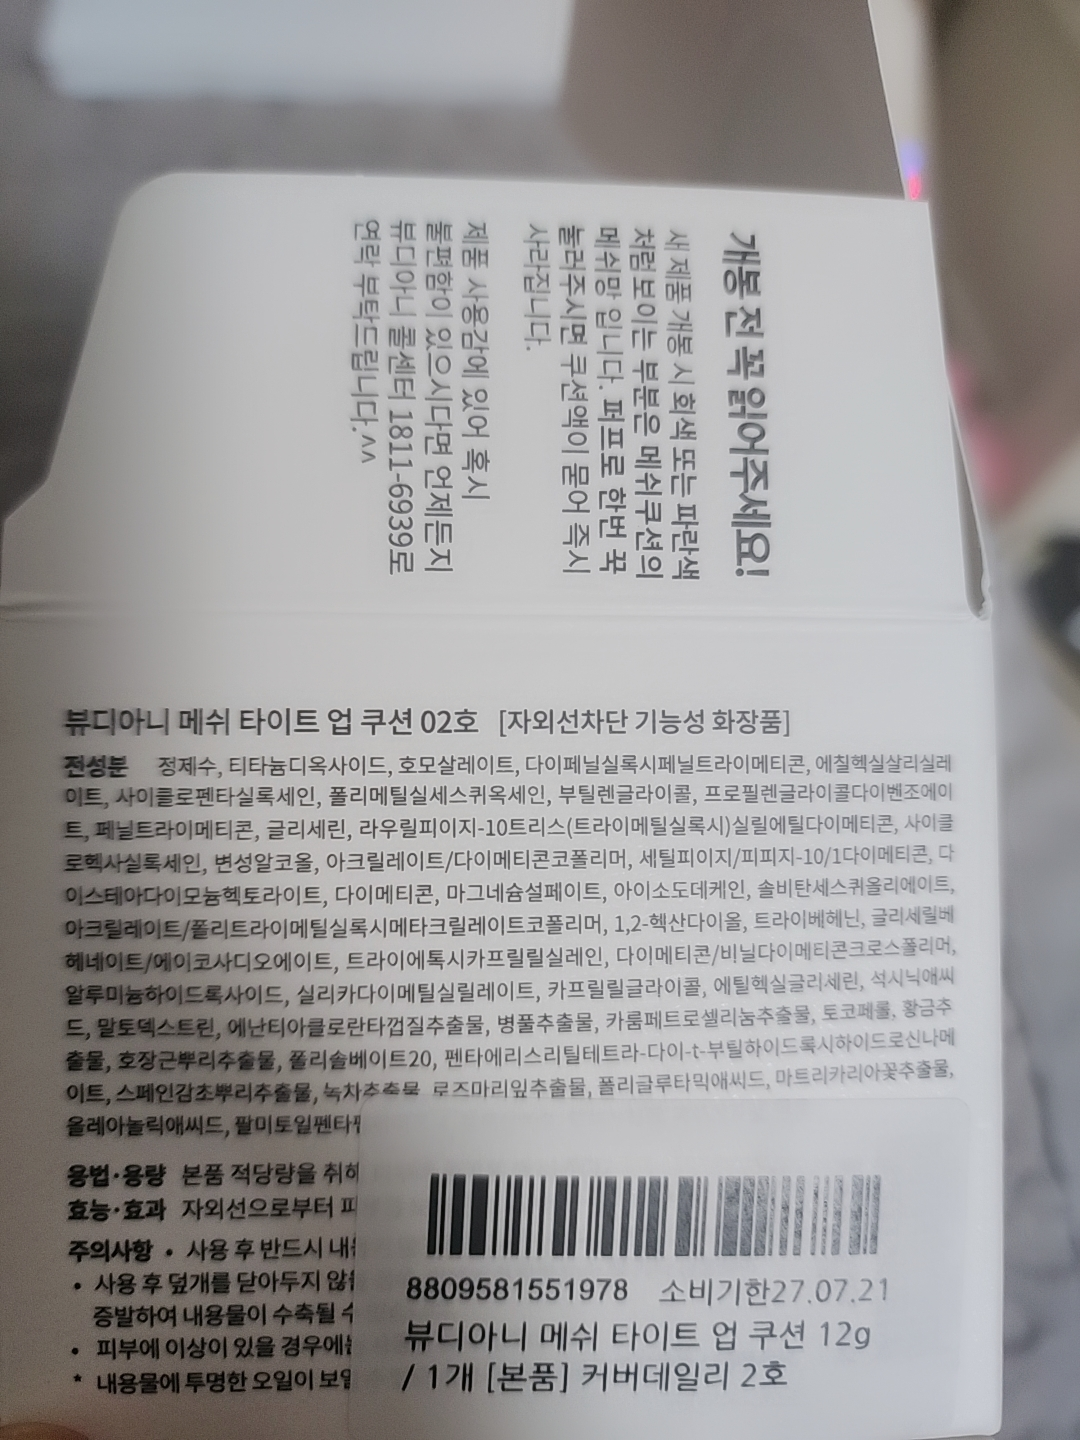 개봉 전 꼭 읽어주세요!
새 제품 개봉 시 회색 또는 파란색
처럼 보이는 부분은 메쉬쿠션의
메쉬망 입니다. 퍼프로 한번 꾹
눌러주시면 쿠션액이 묻어 즉시
사라집니다.
제품 사용감에 있어 혹시
불편함이 있으시다면 언제든지
뷰디아니 콜센터 1811-6939로
연락 부탁드립니다.^^
뷰디아니 메쉬 타이트 업 쿠션 02호 [자외선차단 기능성 화장품]
전성분 정제수, 티타늄디옥사이드, 호모살레이트, 다이페닐실록시페닐트라이메티콘, 에칠헥실살리실레
이트, 사이클로펜타실록세인, 폴리메틸실세스퀴옥세인, 부틸렌글라이콜, 프로필렌글라이콜다이벤조에이
트, 페닐트라이메티콘, 글리세린, 라우릴피이지-10트리스(트라이메틸실록시)실릴에틸다이메티콘, 사이클
로헥사실록세인, 변성알코올, 아크릴레이트/다이메티콘코폴리머, 세틸피이지/피피지-10/1다이메티콘, 다
이스테아다이모늄헥토라이트, 다이메티콘, 마그네슘설페이트, 아이소도데케인, 솔비탄세스퀴올리에이트,
아크릴레이트/폴리트라이메틸실록시메타크릴레이트코폴리머, 1,2-헥산다이올, 트라이베헤닌, 글리세릴베
헤네이트/에이코사디오에이트, 트라이에톡시카프릴릴실레인, 다이메티콘/비닐다이메티콘크로스폴리머,
알루미늄하이드록사이드, 실리카다이메틸실릴레이트, 카프릴릴글라이콜, 에틸헥실글리세린, 석시닉애씨
드, 말토덱스트린, 에난티아클로란타껍질추출물, 병풀추출물, 카룸페트로셀리눔추출물, 토코페롤, 황금추
출물, 호장근뿌리추출물, 폴리솔베이트20, 펜타에리스리틸테트라-다이-t-부틸하이드록시하이드로신나메
이트, 스페인감초뿌리추출물, 녹차추출물, 로즈마리잎추출물, 폴리글루타믹애씨드, 마트리카리아꽃추출물,
올레아놀릭애씨드, 팔미토일펜타
용법·용량 본품 적당량을 취해
효능·효과 자외선으로부터 피
주의사항 • 사용 후 반드시 내
• 사용 후 덮개를 닫아두지 않
증발하여 내용물이 수축될 수
• 피부에 이상이 있을 경우에
* 내용물에 투명한 오일이 보일
8809581551978 소비기한27.07.21
뷰디아니 메쉬 타이트 업 쿠션 12g
/ 1개 [본품] 커버데일리 2호